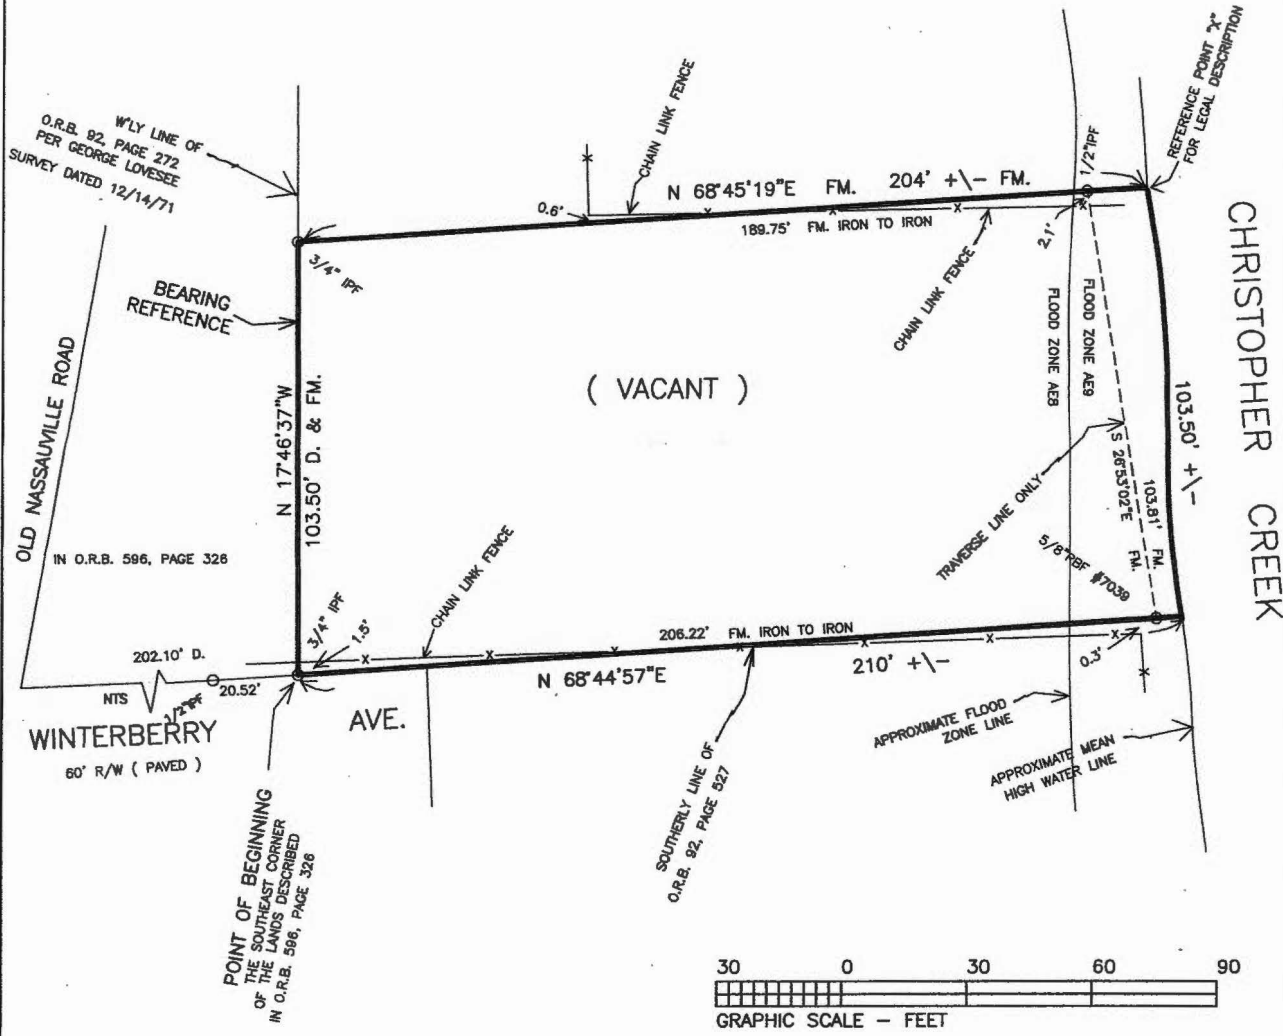 W'LY LINE OF
O.R.B. 92, PAGE 272
PER GEORGE LOVESEE
SURVEY DATED 12/14/71
CHAIN LINK FENCE
REFERENCE POINT "X"
FOR LEGAL DESCRIPTION
1/2"IPF
N 68°45'19"E FM. 204' +\- FM.
0.6'
189.75' FM. IRON TO IRON
2.1'
3/4" IPF
CHAIN LINK FENCE
BEARING
REFERENCE
FLOOD ZONE AE8
FLOOD ZONE AE9
CHRISTOPHER CREEK
( VACANT )
OLD NASSAUVILLE ROAD
N 17°46'37"W
103.50' D. & FM.
103.50' +\-
S 26°53'02"E FM.
103.81' FM.
TRAVERSE LINE ONLY
IN O.R.B. 596, PAGE 326
CHAIN LINK FENCE
5/8"RBF #7039
3/4" IPF
1.5'
206.22' FM. IRON TO IRON
202.10' D.
N 68°44'57"E
210' +\-
0.3'
NTS
1/2"IPF
20.52'
WINTERBERRY AVE.
60' R/W ( PAVED )
APPROXIMATE FLOOD
ZONE LINE
APPROXIMATE MEAN
HIGH WATER LINE
SOUTHERLY LINE OF
O.R.B. 92, PAGE 527
POINT OF BEGINNING
THE SOUTHEAST CORNER
OF THE LANDS DESCRIBED
IN O.R.B. 596, PAGE 326
30 0 30 60 90
GRAPHIC SCALE - FEET